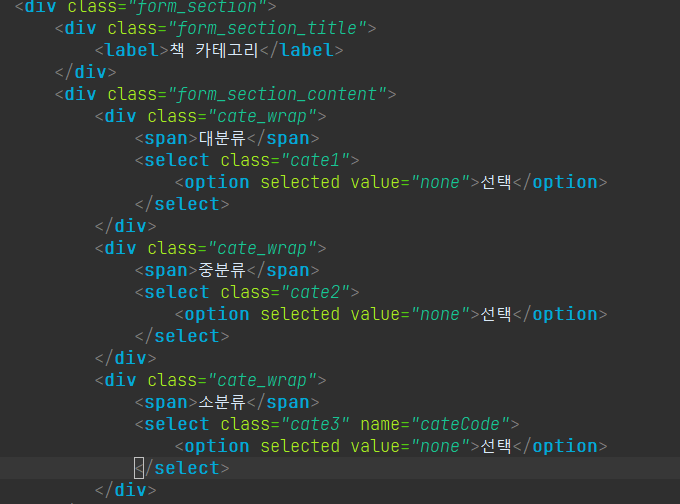 <div class="form_section">
<div class="form_section_title">
<label>책 카테고리</label>
</div>
<div class="form_section_content">
<div class="cate_wrap">
<span>대분류</span>
<select class="cate1">
<option selected value="none">선택</option>
</select>
</div>
<div class="cate_wrap">
<span>중분류</span>
<select class="cate2">
<option selected value="none">선택</option>
</select>
</div>
<div class="cate_wrap">
<span>소분류</span>
<select class="cate3" name="cateCode">
<option selected value="none">선택</option>
</select>
</div>